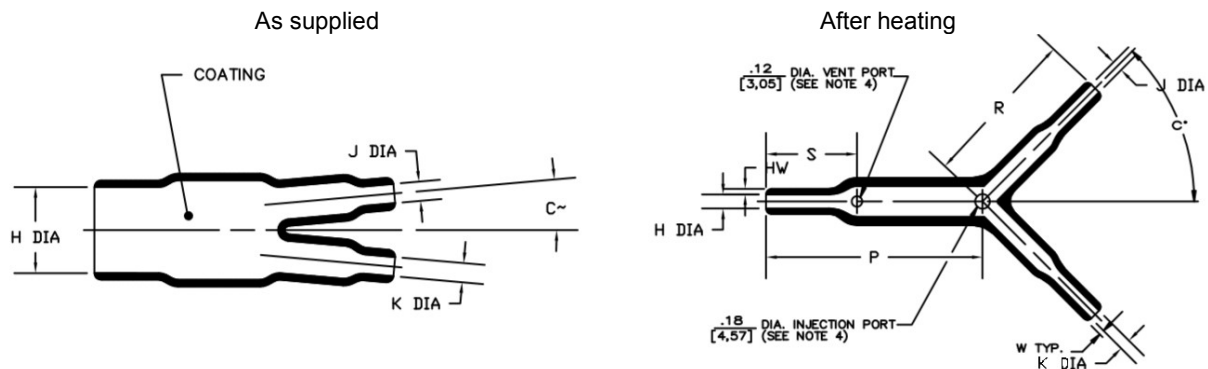 As supplied
After heating
COATING
J DIA
C~
H DIA
K DIA
.12
[3,05]
DIA. VENT PORT
(SEE NOTE 4)
R
J DIA
C°
S
HW
H DIA
P
.18
[4,57]
DIA. INJECTION PORT
(SEE NOTE 4)
W TYP.
K DIA